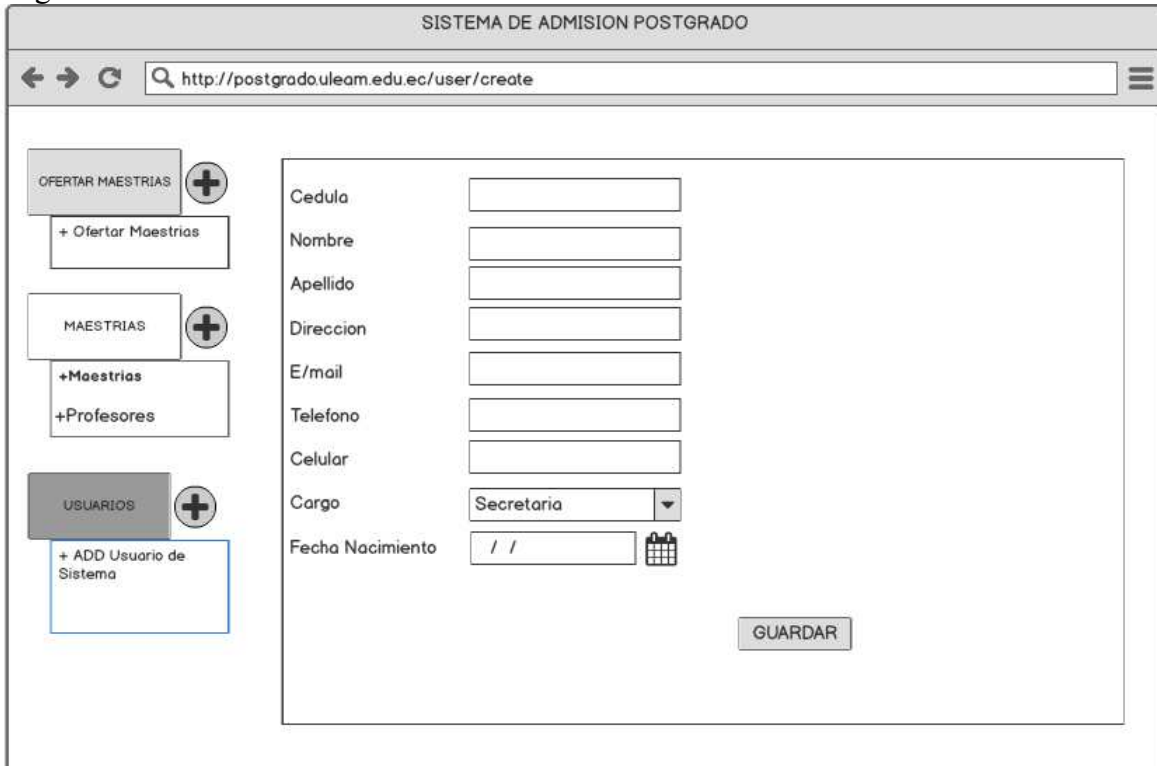 SISTEMA DE ADMISION POSTGRADO
http://postgrado.uleam.edu.ec/user/create
OFERTAR MAESTRIAS
+ Ofertar Maestrias
MAESTRIAS
+Maestrias
+Profesores
USUARIOS
+ ADD Usuario de
Sistema
Cedula
Nombre
Apellido
Direccion
E/mail
Telefono
Celular
Cargo
Secretaria
Fecha Nacimiento
/ /
GUARDAR